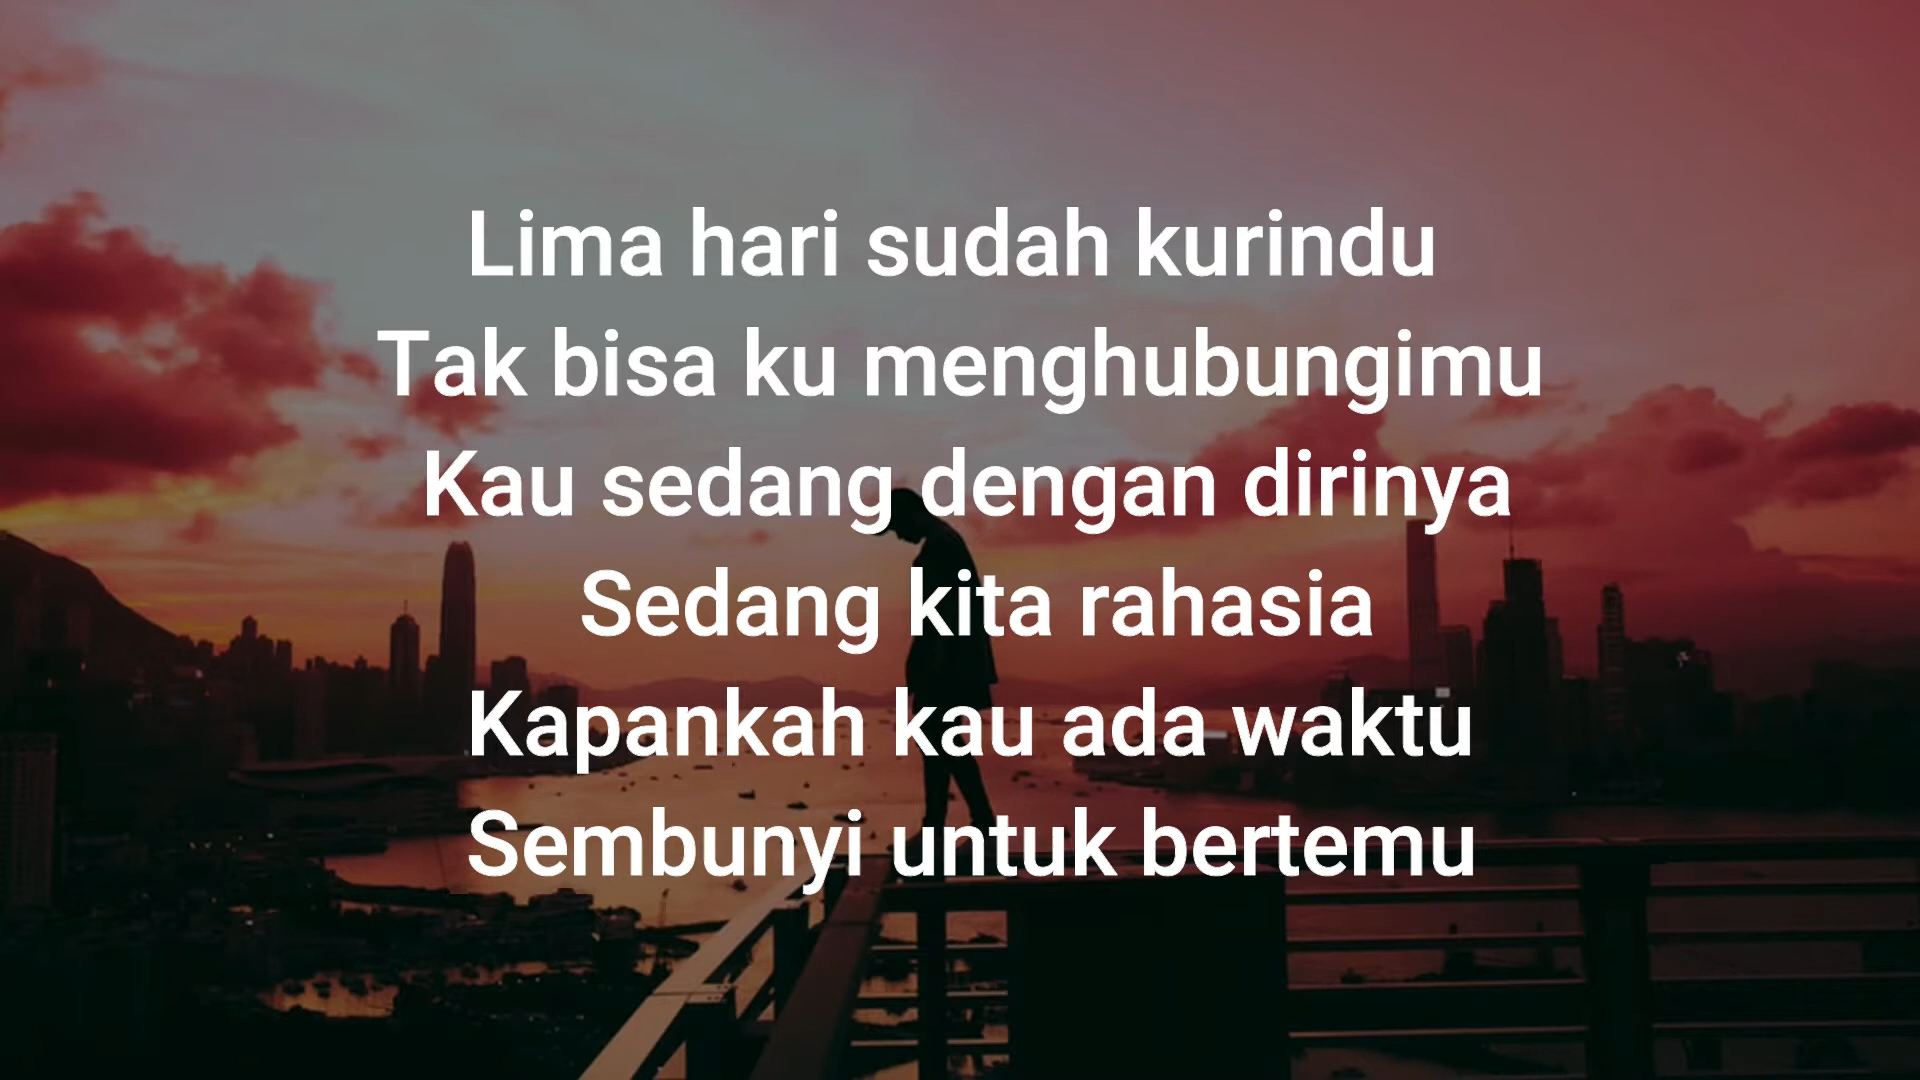 Lima hari sudah kurindu
Tak bisa ku menghubungimu
Kau sedang dengan dirinya
Sedang kita rahasia
Kapankah kau ada waktu
Sembunyi untuk bertemu